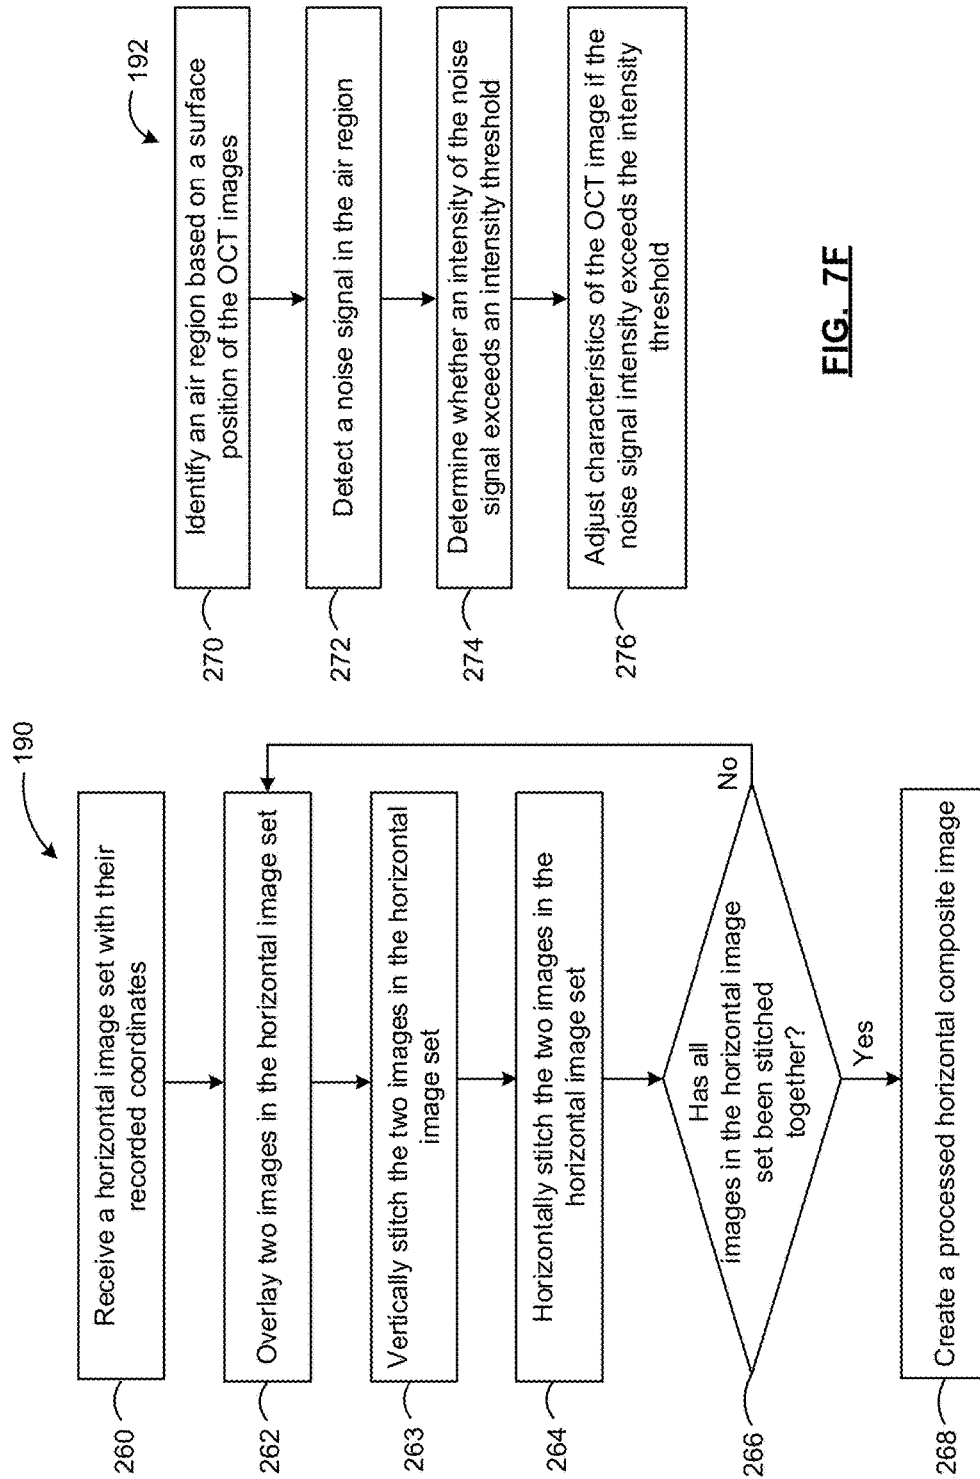 190
260
Receive a horizontal image set with their
recorded coordinates
262
Overlay two images in the horizontal image set
263
Vertically stitch the two images in the horizontal
image set
264
Horizontally stitch the two images in the
horizontal image set
266
Has all
images in the horizontal image
set been stitched
together?
No
Yes
268
Create a processed horizontal composite image
192
270
Identify an air region based on a surface
position of the OCT images
272
Detect a noise signal in the air region
274
Determine whether an intensity of the noise
signal exceeds an intensity threshold
276
Adjust characteristics of the OCT image if the
noise signal intensity exceeds the intensity
threshold
FIG. 7F